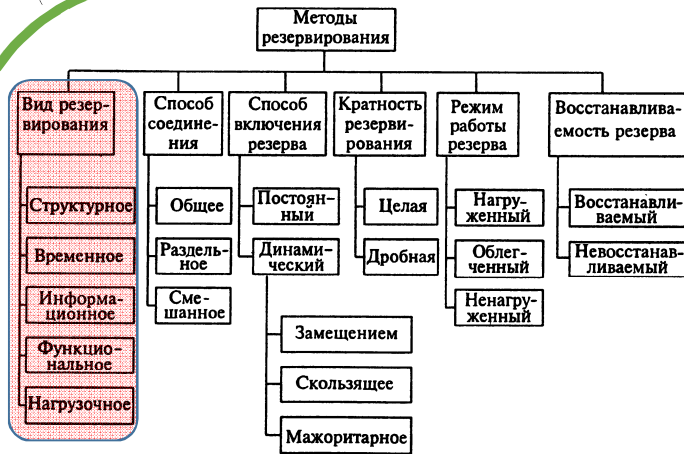 Методы
резервирования
Вид резер-
вирования
Структурное
Временное
Информа-
ционное
Функцио-
нальное
Нагрузочное
Способ
соединения
Общее
Раздель-
ное
Сме-
шанное
Способ
включения
резерва
Постоян-
ный
Динами-
ческий
Замещением
Скользящее
Мажоритарное
Кратность
резерви-
рования
Целая
Дробная
Режим
работы
резерва
Нагру-
женный
Облег-
ченный
Ненагру-
женный
Восстанавлива-
емость резерва
Восстанавли-
ваемый
Невосстанав-
ливаемый